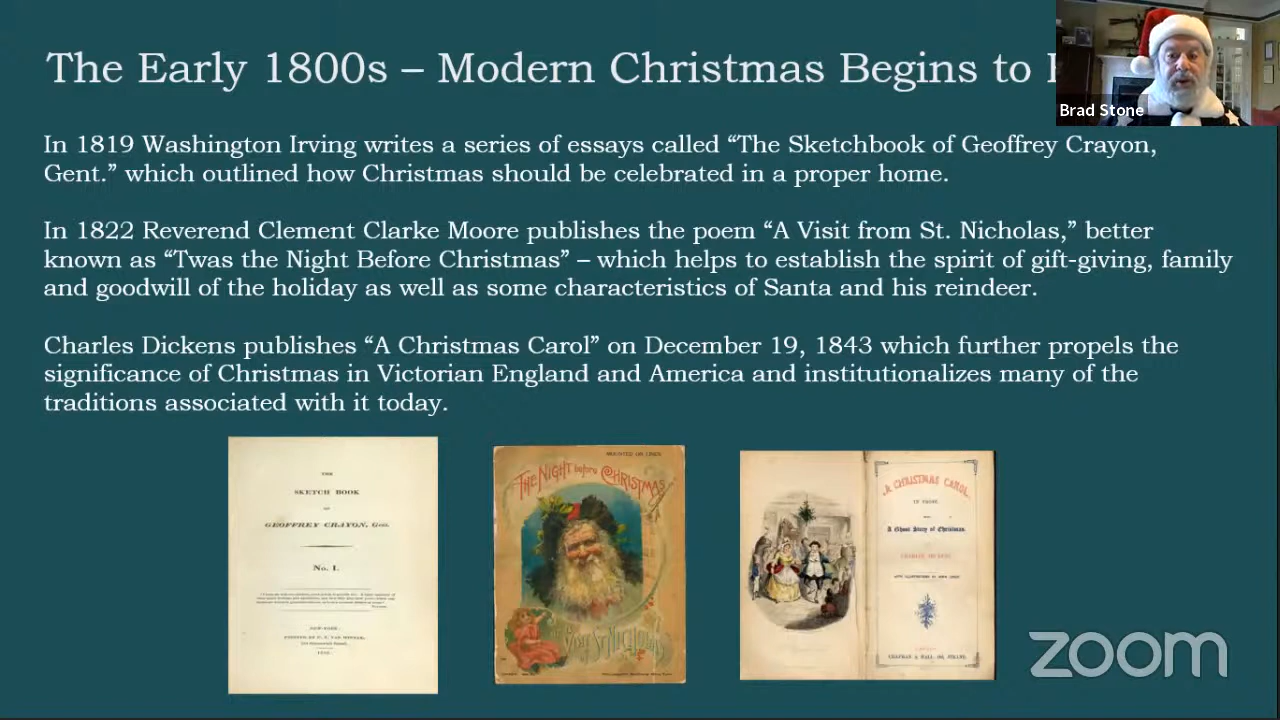 The Early 1800s – Modern Christmas Begins to
Brad Stone
In 1819 Washington Irving writes a series of essays called “The Sketchbook of Geoffrey Crayon,
Gent.” which outlined how Christmas should be celebrated in a proper home.
In 1822 Reverend Clement Clarke Moore publishes the poem “A Visit from St. Nicholas,” better
known as “Twas the Night Before Christmas” – which helps to establish the spirit of gift-giving, family
and goodwill of the holiday as well as some characteristics of Santa and his reindeer.
Charles Dickens publishes “A Christmas Carol” on December 19, 1843 which further propels the
significance of Christmas in Victorian England and America and institutionalizes many of the
traditions associated with it today.
THE
SKETCH BOOK
OF
GEOFFREY CRAYON, Gent.
No. I.
NEW-YORK:
MOUNTED ON LINEN
THE NIGHT before CHRISTMAS
A CHRISTMAS CAROL.
IN PROSE.
A Ghost Story of Christmas.
CHARLES DICKENS.
CHAPMAN & HALL, 186, STRAND.
zoom